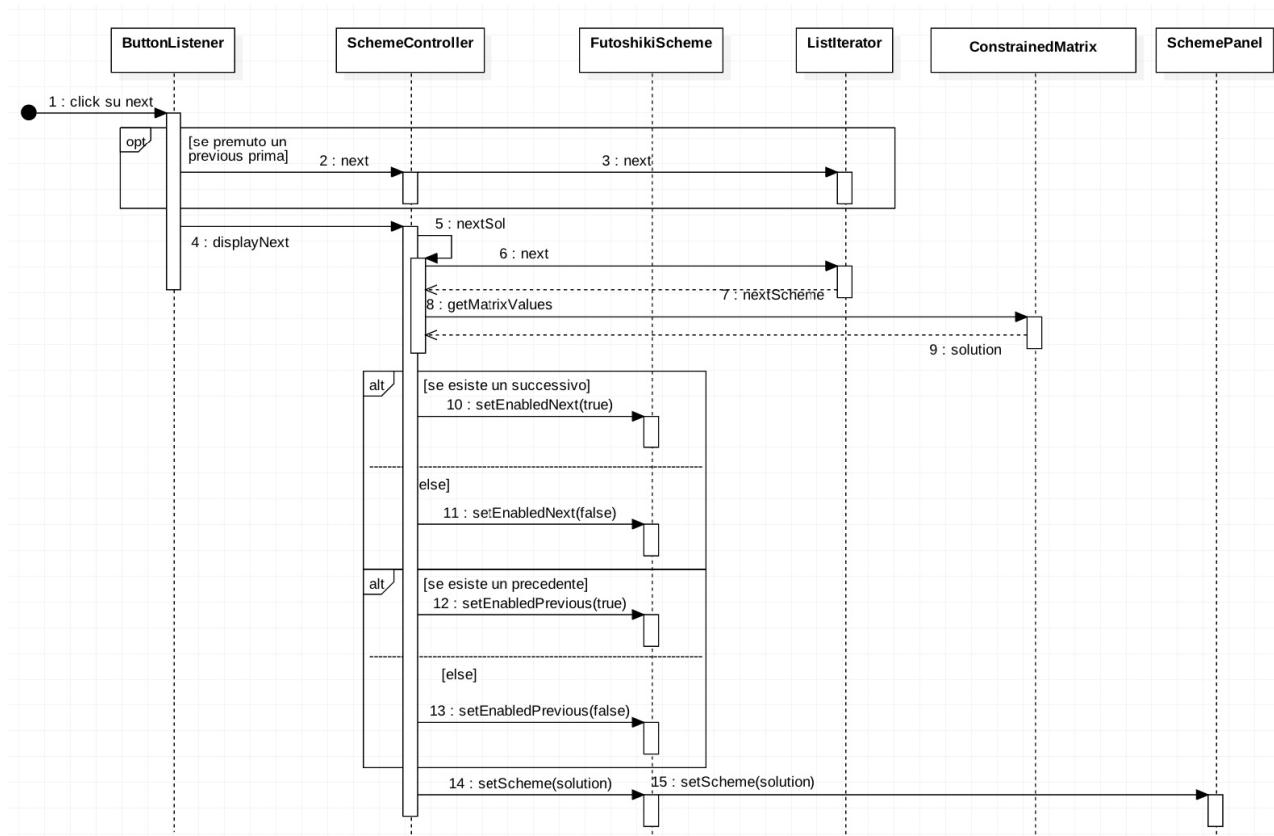 ButtonListener
SchemeController
FutoshikiScheme
ListIterator
ConstrainedMatrix
SchemePanel
1 : click su next
opt
[se premuto un
previous prima]
2 : next
3 : next
4 : displayNext
5 : nextSol
6 : next
7 : nextScheme
8 : getMatrixValues
9 : solution
alt
[se esiste un successivo]
10 : setEnabledNext(true)
else]
11 : setEnabledNext(false)
alt
[se esiste un precedente]
12 : setEnabledPrevious(true)
[else]
13 : setEnabledPrevious(false)
14 : setScheme(solution)
15 : setScheme(solution)